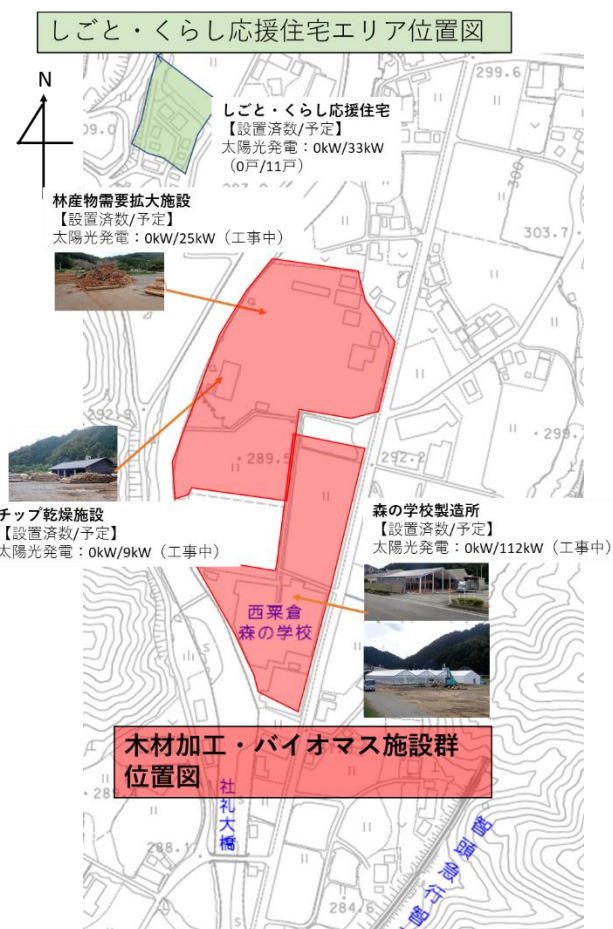 しごと・くらし応援住宅エリア位置図
N
299.6
しごと・くらし応援住宅
【設置済数/予定】
太陽光発電：0kW/33kW
（0戸/11戸）
林産物需要拡大施設
【設置済数/予定】
太陽光発電：0kW/25kW（工事中）
300
303.7
292.9
289.5
292.2
299.
チップ乾燥施設
【設置済数/予定】
太陽光発電：0kW/9kW（工事中）
森の学校製造所
【設置済数/予定】
太陽光発電：0kW/112kW（工事中）
西粟倉
森の学校
木材加工・バイオマス施設群
位置図
社礼大橋
288.1
284.6